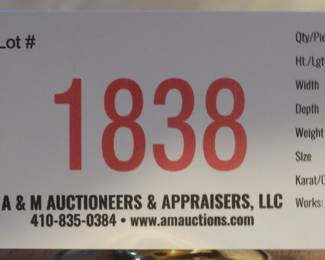 Lot #
1838
A & M AUCTIONEERS & APPRAISERS, LLC
410-835-0384 • www.amauctions.com
Qty/Pie
Ht./Lgt
Width
Depth
Weight
Size
Karat/C
Works: